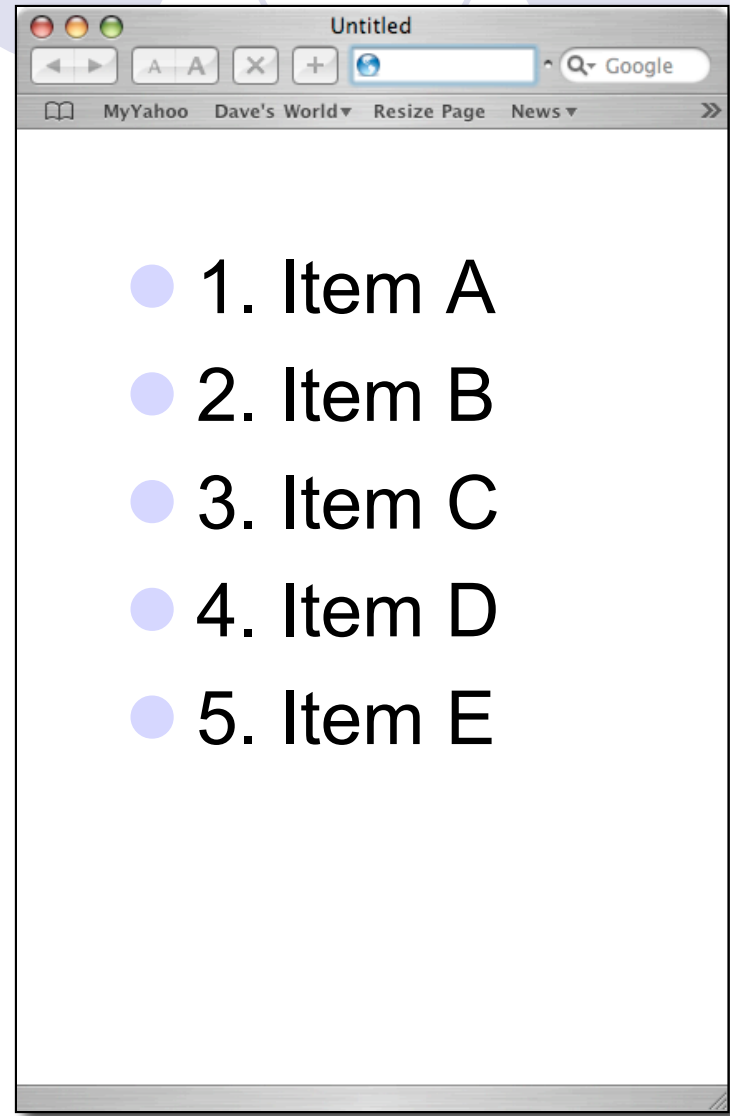 Untitled
A A Google
MyYahoo Dave's World Resize Page News
1. Item A
2. Item B
3. Item C
4. Item D
5. Item E